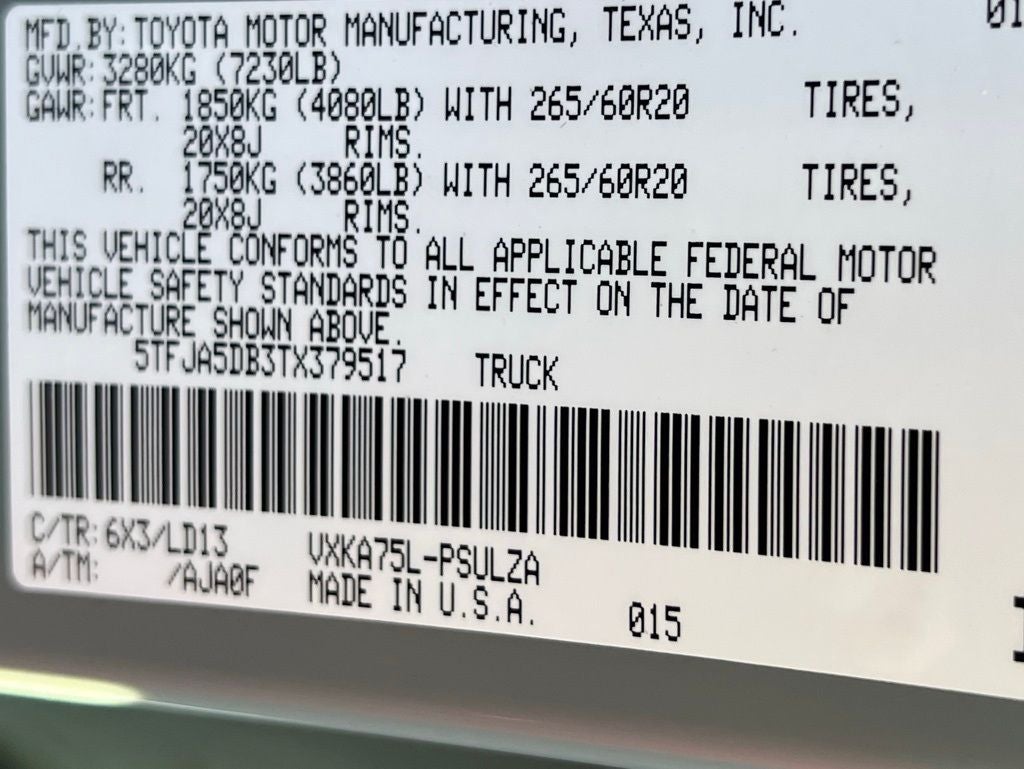 MFD.BY: TOYOTA MOTOR MANUFACTURING, TEXAS, INC. 01
GVWR: 3280KG (7230LB)
GAWR: FRT. 1850KG (4080LB) WITH 265/60R20 TIRES,
20X8J RIMS.
RR. 1750KG (3860LB) WITH 265/60R20 TIRES,
20X8J RIMS.
THIS VEHICLE CONFORMS TO ALL APPLICABLE FEDERAL MOTOR
VEHICLE SAFETY STANDARDS IN EFFECT ON THE DATE OF
MANUFACTURE SHOWN ABOVE.
5TFJA5DB3TX379517 TRUCK
C/TR: 6X3/LD13 VXKA75L-PSULZA
A/TM: /AJA0F MADE IN U.S.A. 015